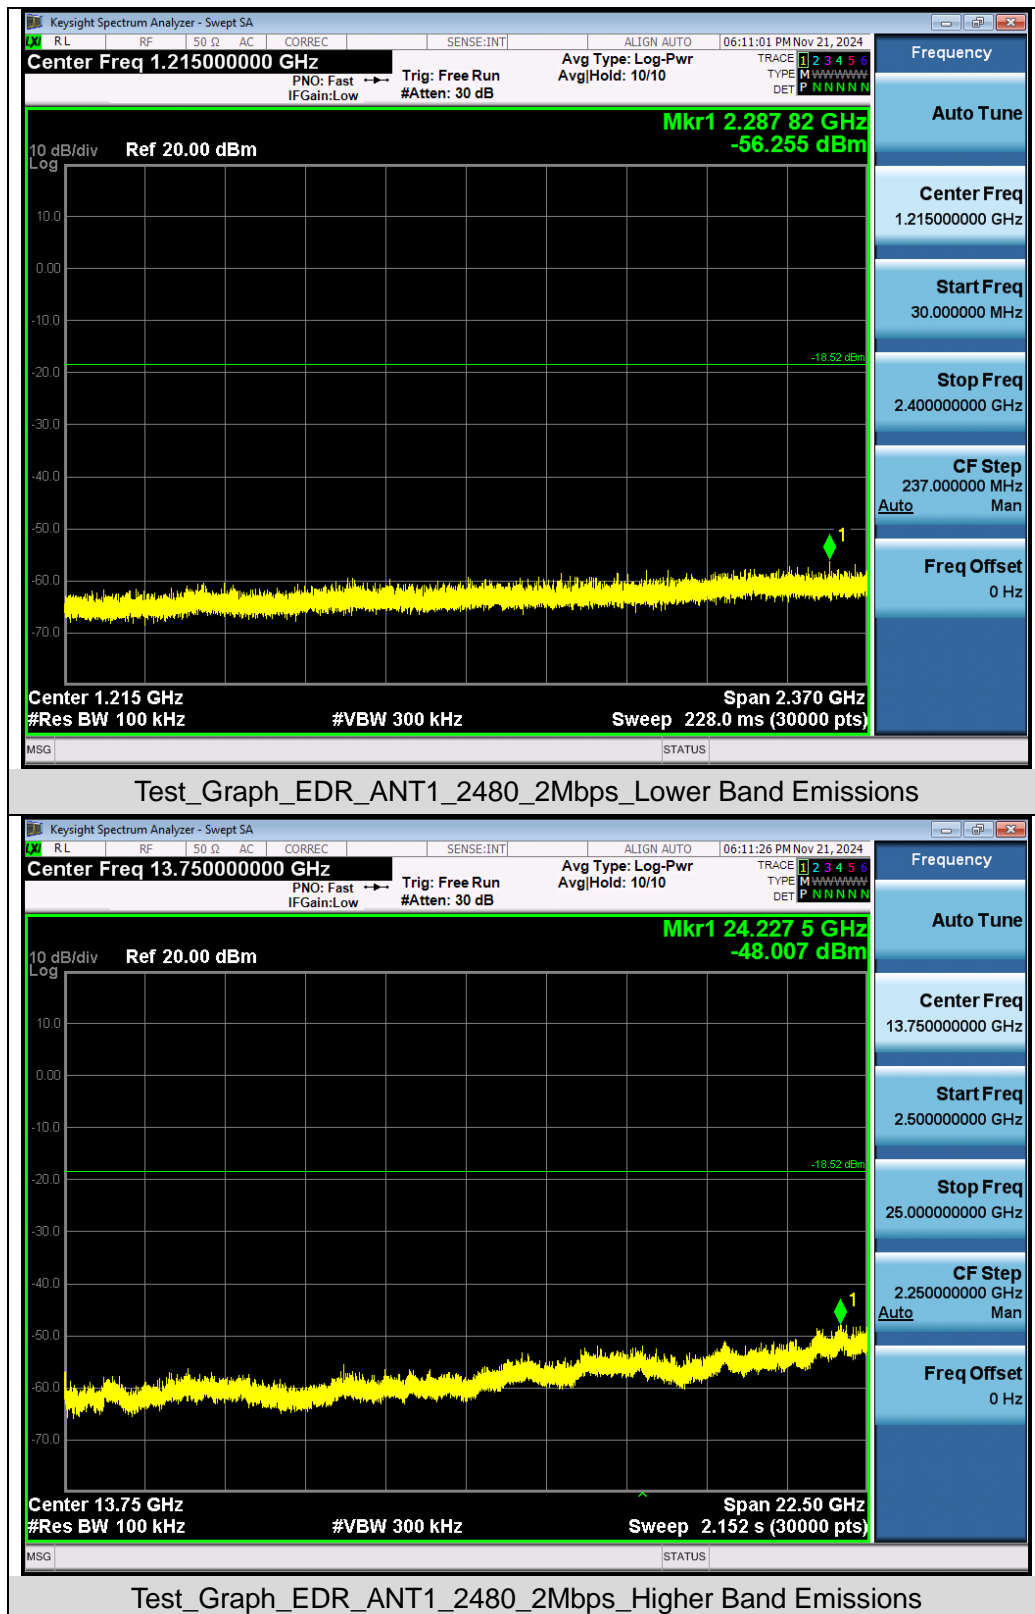 Keysight Spectrum Analyzer - Swept SA
LXI RL RF 50 Ω AC CORREC SENSE:INT ALIGN AUTO 06:11:01 PM Nov 21, 2024
Center Freq 1.215000000 GHz
PNO: Fast
IFGain:Low
Trig: Free Run
#Atten: 30 dB
Avg Type: Log-Pwr
Avg|Hold: 10/10
TRACE 1 2 3 4 5 6
TYPE M WWWWW
DET P N N N N N
Mkr1 2.287 82 GHz
-56.255 dBm
10 dB/div Ref 20.00 dBm
Log
10.0
0.00
-10.0
-18.52 dBm
-20.0
-30.0
-40.0
-50.0
1
-60.0
-70.0
Center 1.215 GHz Span 2.370 GHz
#Res BW 100 kHz #VBW 300 kHz Sweep 228.0 ms (30000 pts)
MSG STATUS
Frequency
Auto Tune
Center Freq
1.215000000 GHz
Start Freq
30.000000 MHz
Stop Freq
2.400000000 GHz
CF Step
237.000000 MHz
Auto Man
Freq Offset
0 Hz
Test_Graph_EDR_ANT1_2480_2Mbps_Lower Band Emissions
Keysight Spectrum Analyzer - Swept SA
LXI RL RF 50 Ω AC CORREC SENSE:INT ALIGN AUTO 06:11:26 PM Nov 21, 2024
Center Freq 13.750000000 GHz
PNO: Fast
IFGain:Low
Trig: Free Run
#Atten: 30 dB
Avg Type: Log-Pwr
Avg|Hold: 10/10
TRACE 1 2 3 4 5 6
TYPE M WWWWW
DET P N N N N N
Mkr1 24.227 5 GHz
-48.007 dBm
10 dB/div Ref 20.00 dBm
Log
10.0
0.00
-10.0
-18.52 dBm
-20.0
-30.0
-40.0
1
-50.0
-60.0
-70.0
Center 13.75 GHz Span 22.50 GHz
#Res BW 100 kHz #VBW 300 kHz Sweep 2.152 s (30000 pts)
MSG STATUS
Frequency
Auto Tune
Center Freq
13.750000000 GHz
Start Freq
2.500000000 GHz
Stop Freq
25.000000000 GHz
CF Step
2.250000000 GHz
Auto Man
Freq Offset
0 Hz
Test_Graph_EDR_ANT1_2480_2Mbps_Higher Band Emissions